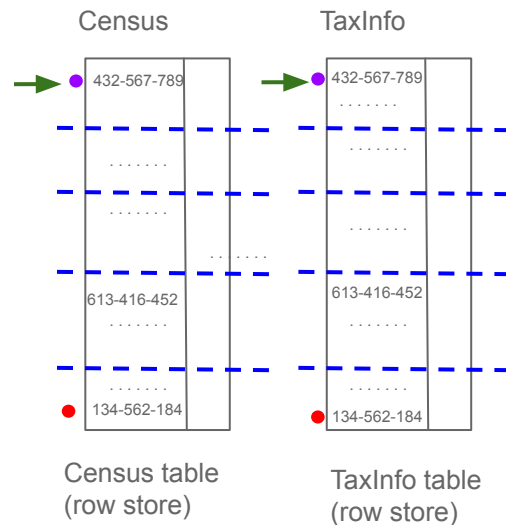 Census
TaxInfo
432-567-789
432-567-789
. . . . . . .
. . . . . . .
. . . . . . .
. . . . . . .
. . . . . . .
. . . . . . .
613-416-452
613-416-452
. . . . . . .
. . . . . . .
. . . . . . .
. . . . . . .
134-562-184
134-562-184
Census table
(row store)
TaxInfo table
(row store)